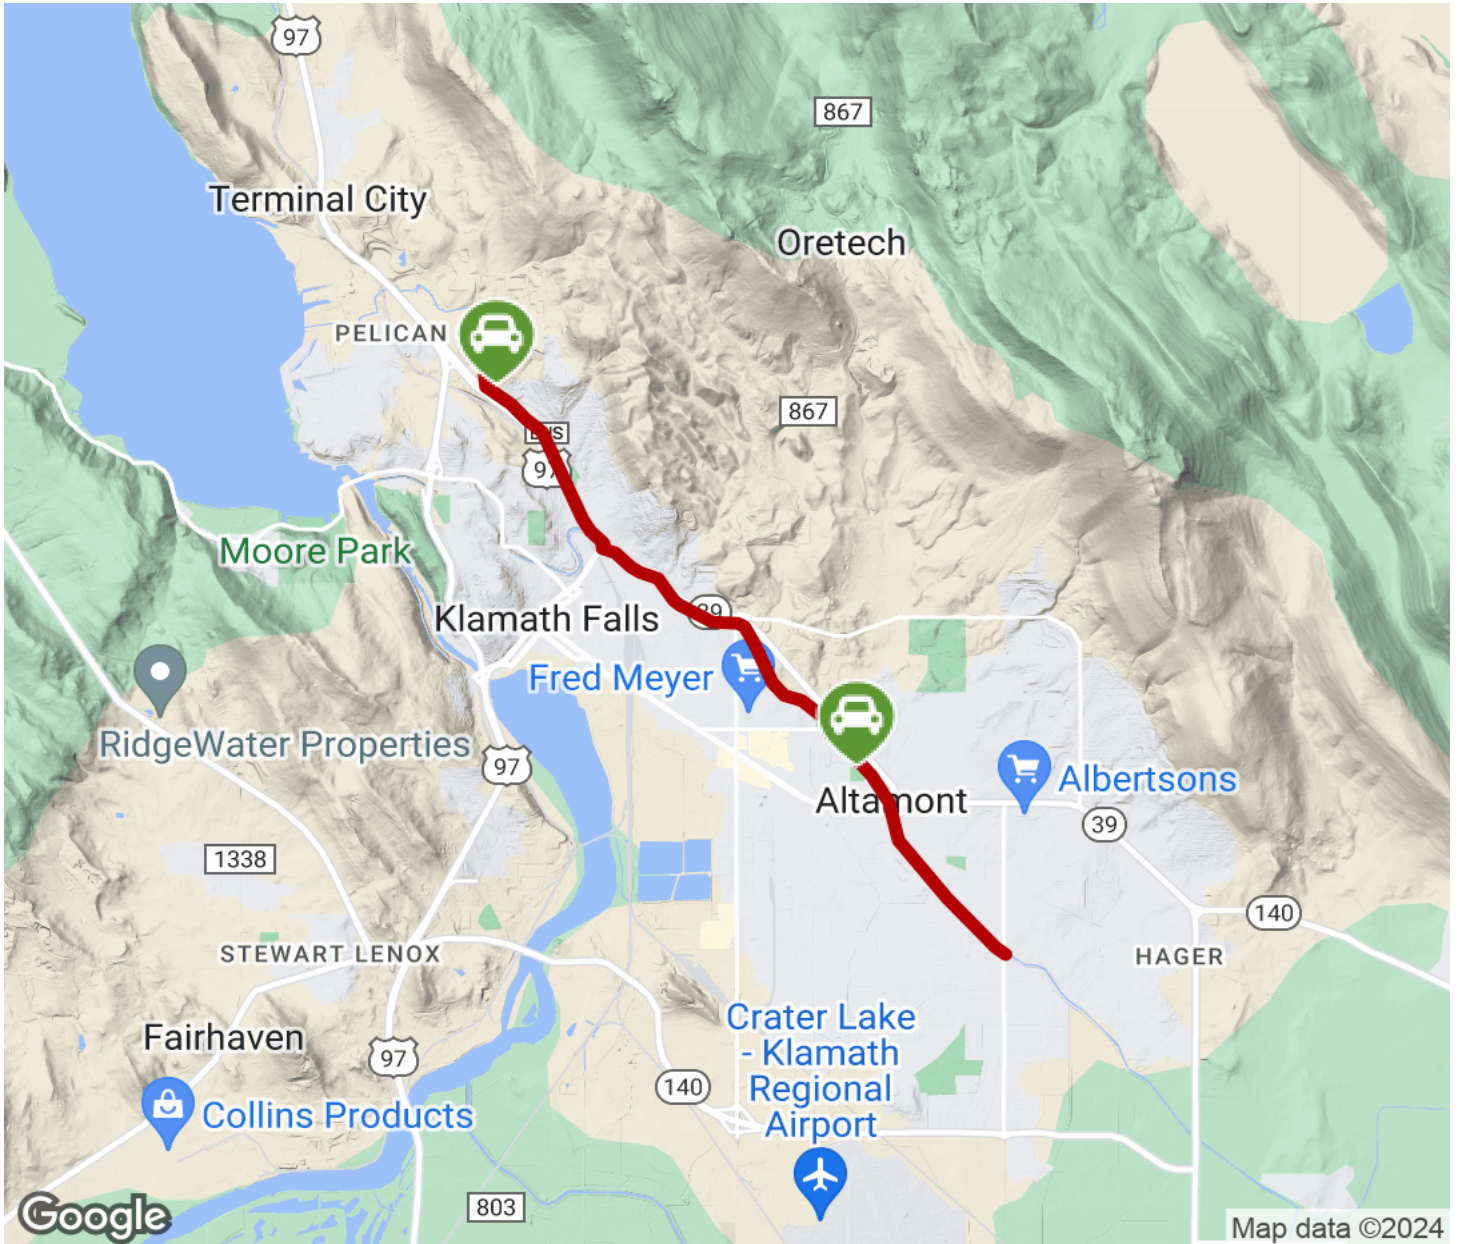 97
867
Terminal City
Oretech
PELICAN
867
97
Moore Park
39
Klamath Falls
Fred Meyer
RidgeWater Properties
97
Albertsons
Altamont
39
1338
140
STEWART LENOX
HAGER
Crater Lake
- Klamath
Regional
Airport
Fairhaven
97
140
Collins Products
803
Google
Map data ©2024